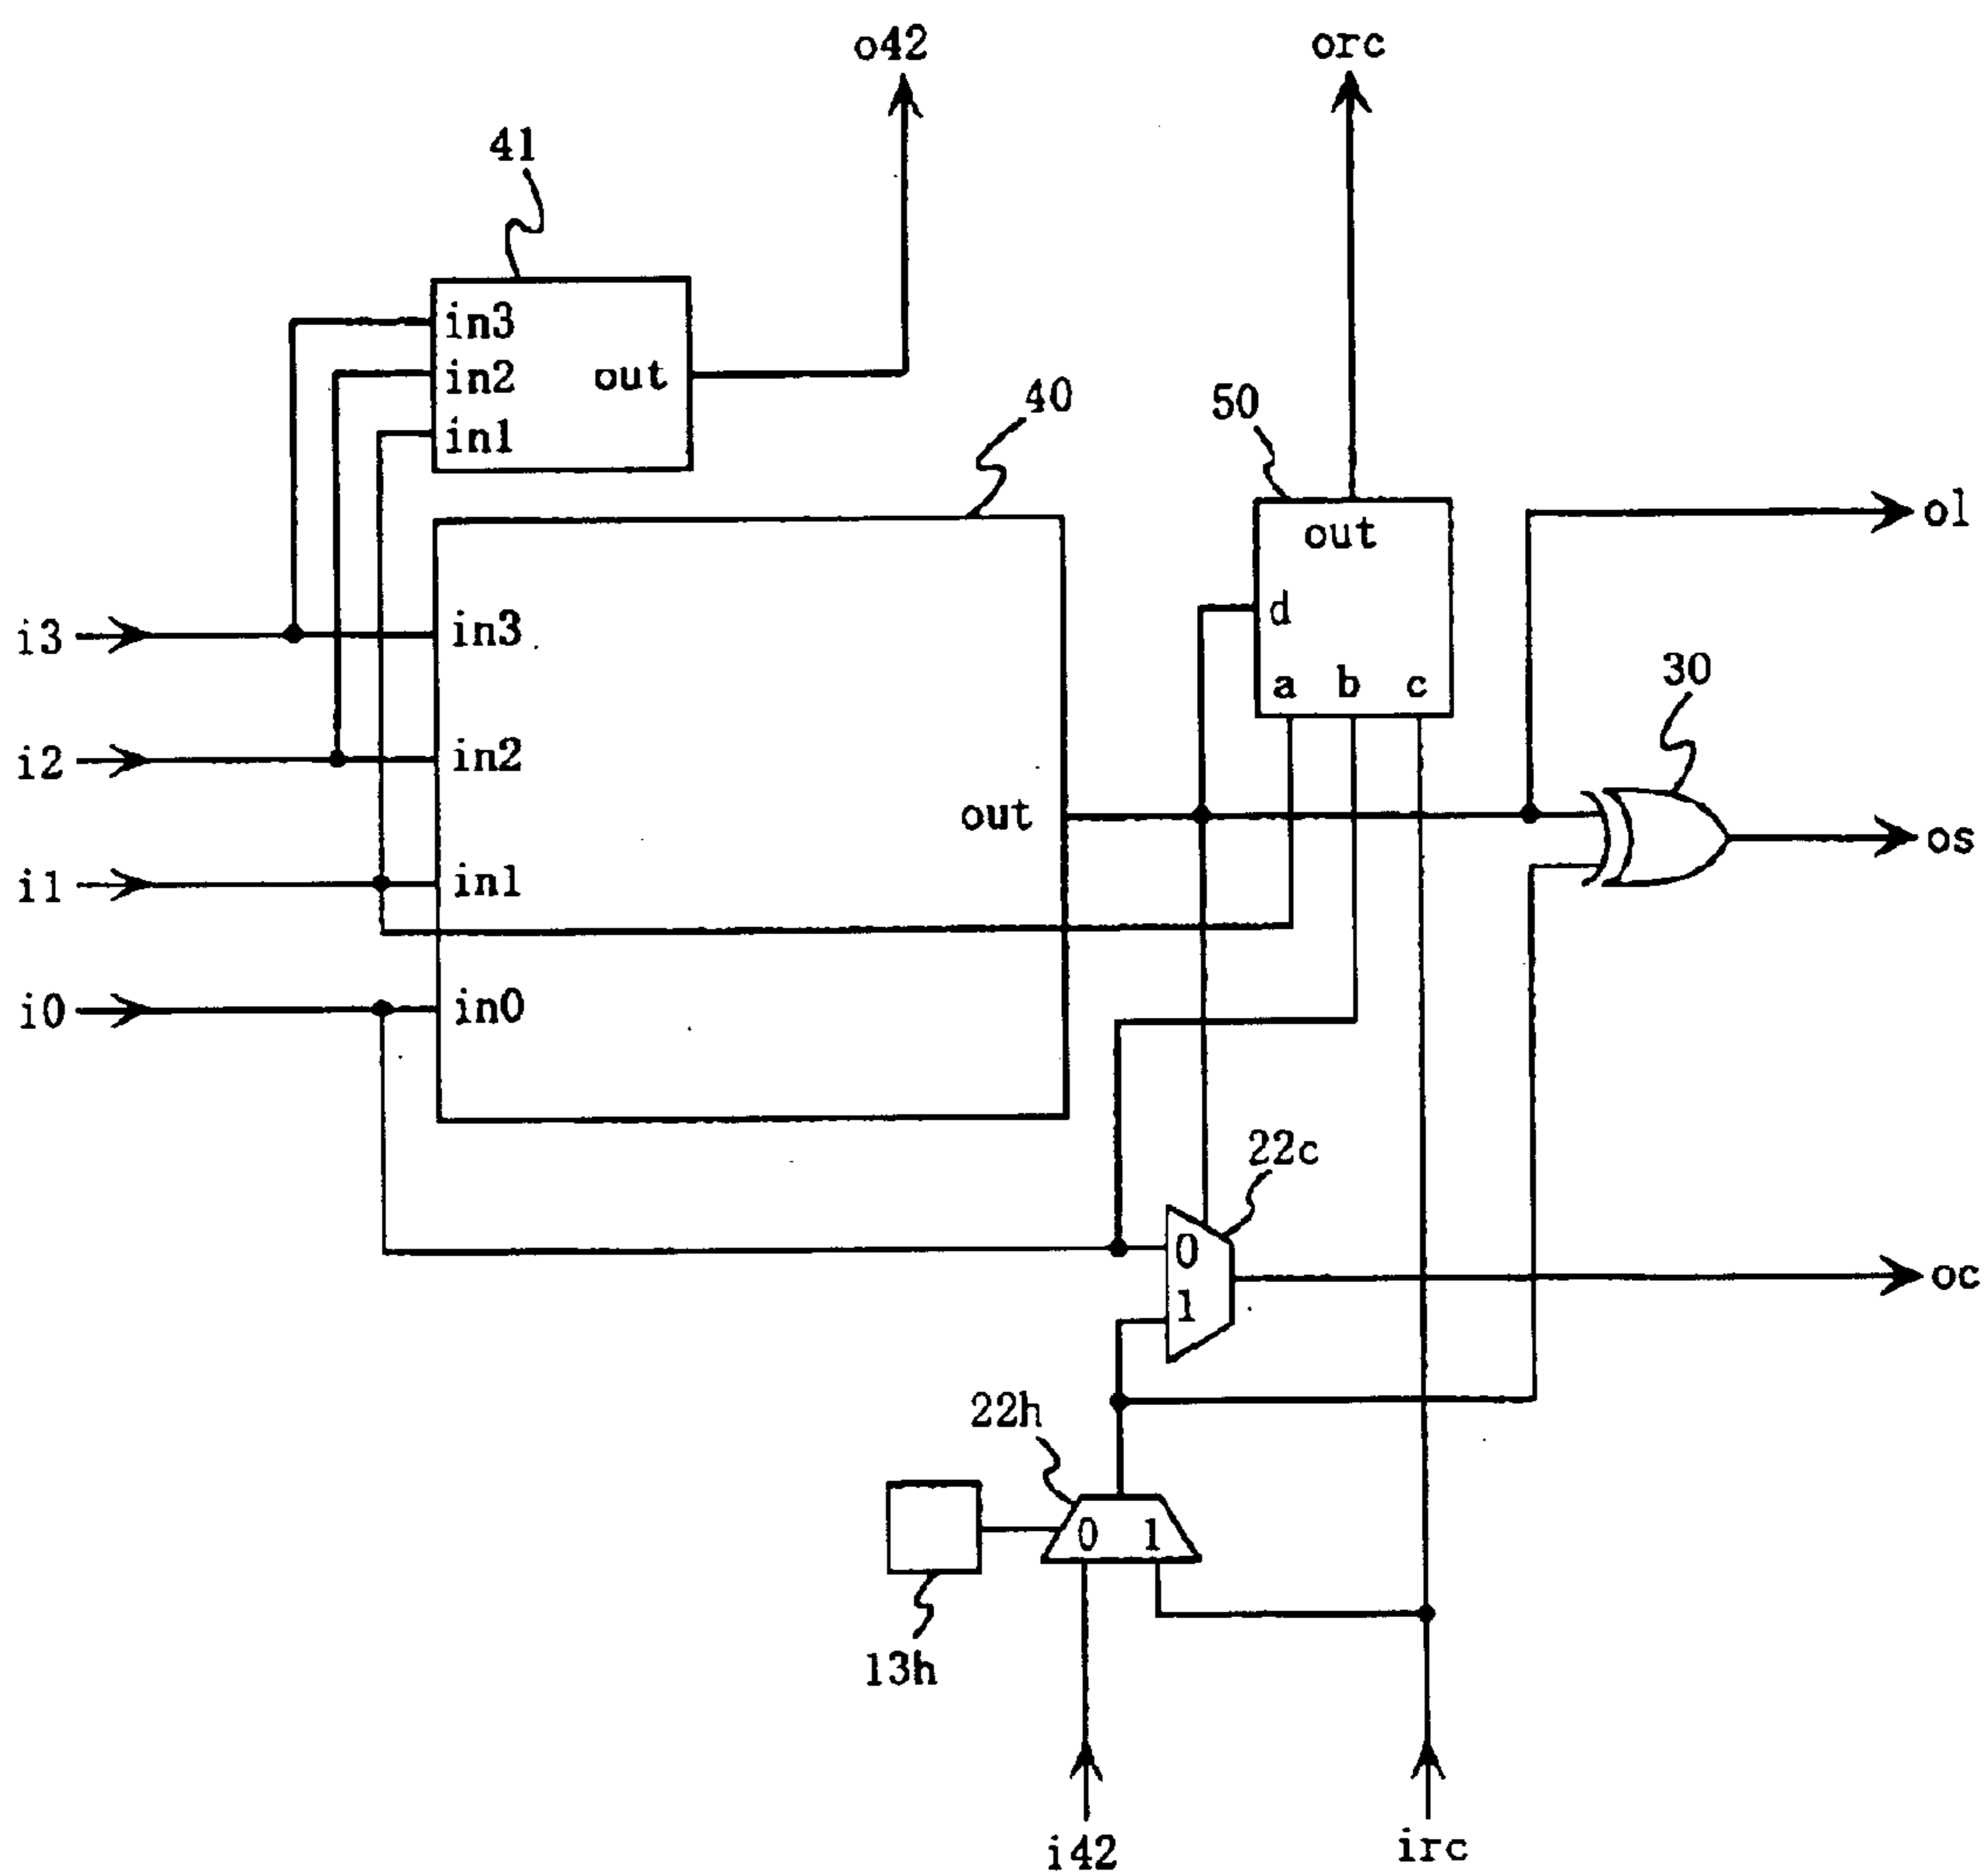 o42
orc
41
in3
in2
out
in1
40
50
out
d
a b c
ol
30
i3
in3
i2
in2
out
os
i1
in1
i0
in0
22c
0
1
oc
22h
0 1
13h
i42
irc